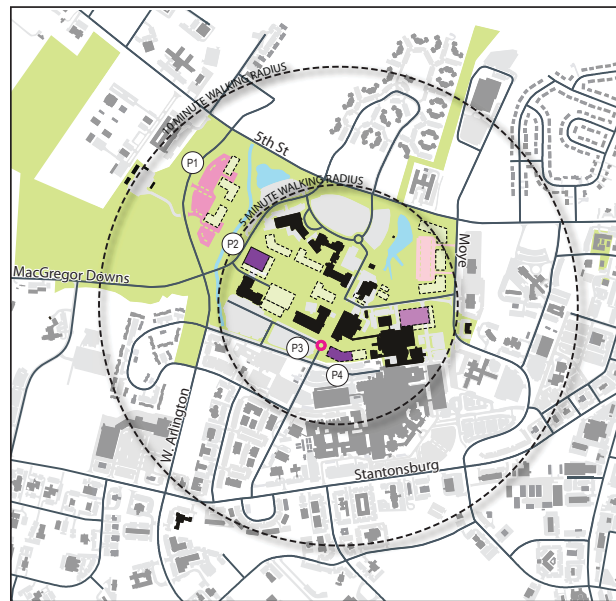 10 MINUTE WALKING RADIUS
5th St
P1
5 MINUTE WALKING RADIUS
P2
Moye
MacGregor Downs
P3
P4
W. Arlington
Stantonsburg